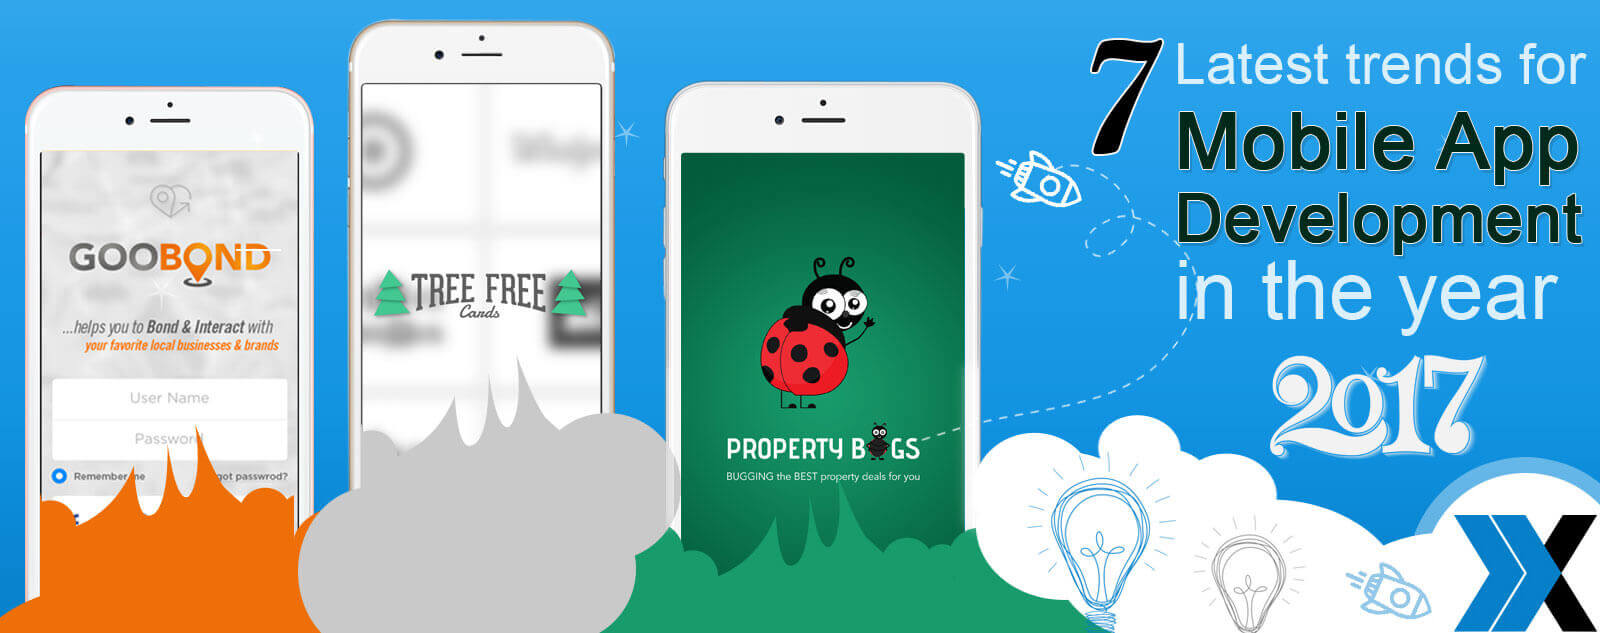 GOOBOND
...helps you to Bond & Interact with
your favorite local businesses & brands
User Name
Password
Remember me
got passwrod?
TREE FREE
Cards
PROPERTY BUGS
BUGGING the BEST property deals for you
7 Latest trends for
Mobile App
Development
in the year
2017